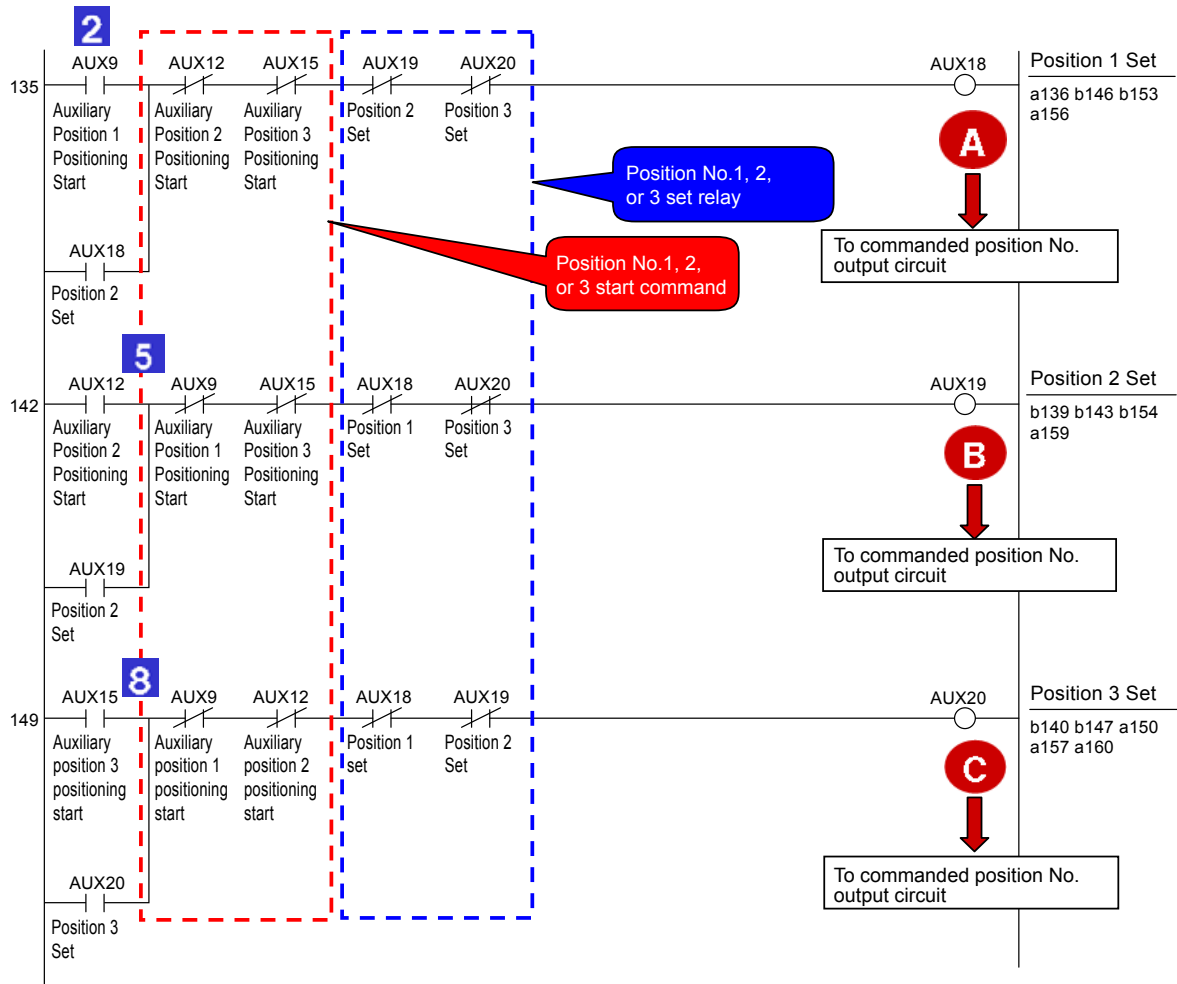 2
AUX9 AUX12 AUX15 AUX19 AUX20 AUX18 Position 1 Set
135
Auxiliary Auxiliary Auxiliary Position 2 Position 3 a136 b146 b153
Position 1 Position 2 Position 3 Set Set a156
Positioning Positioning Positioning
Start Start Start
A
Position No.1, 2,
or 3 set relay
To commanded position No.
output circuit
AUX18
Position No.1, 2,
or 3 start command
Position 2
Set
5
AUX12 AUX9 AUX15 AUX18 AUX20 AUX19 Position 2 Set
142
Auxiliary Auxiliary Auxiliary Position 1 Position 3 b139 b143 b154
Position 2 Position 1 Position 3 Set Set a159
Positioning Positioning Positioning
Start Start Start
B
To commanded position No.
output circuit
AUX19
Position 2
Set
8
AUX15 AUX9 AUX12 AUX18 AUX19 AUX20 Position 3 Set
149
Auxiliary Auxiliary Auxiliary Position 1 Position 2 b140 b147 a150
position 3 position 1 position 2 set Set a157 a160
positioning positioning positioning
start start start
C
To commanded position No.
output circuit
AUX20
Position 3
Set